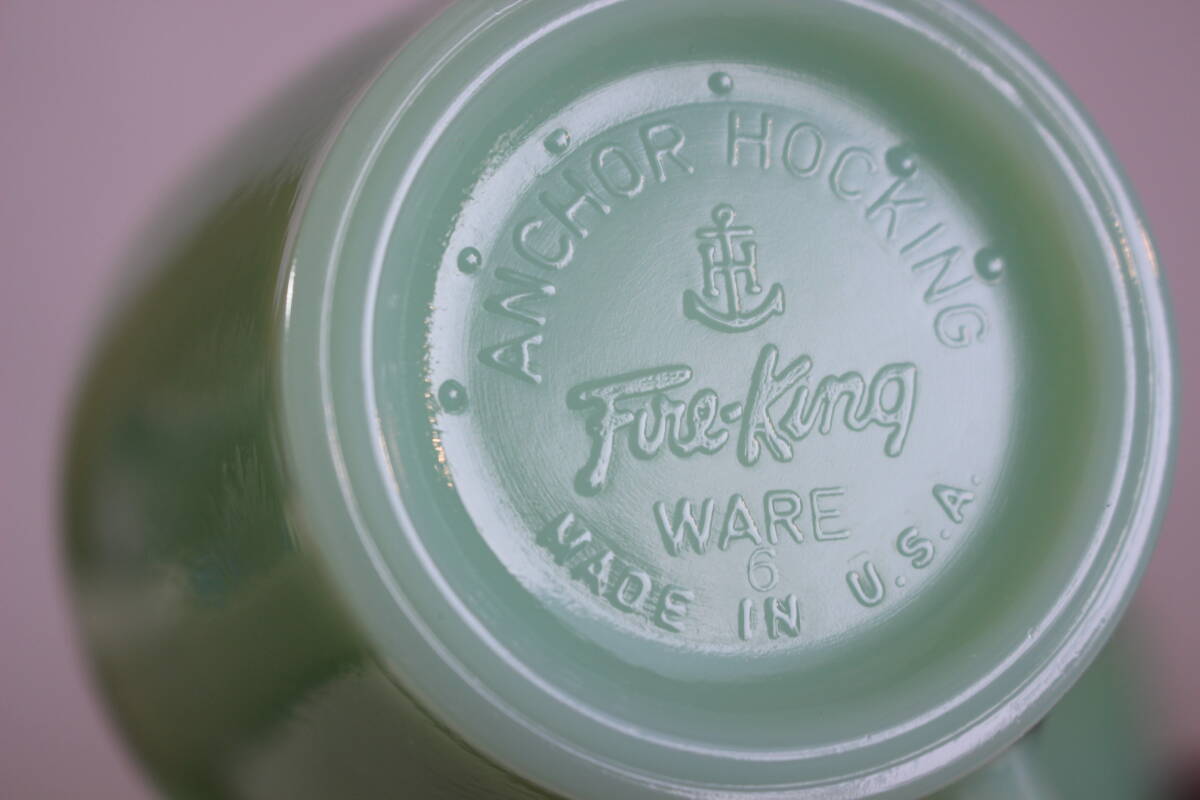 ANCHOR HOCKING
H
Fire-King
WARE
6
MADE IN U.S.A.